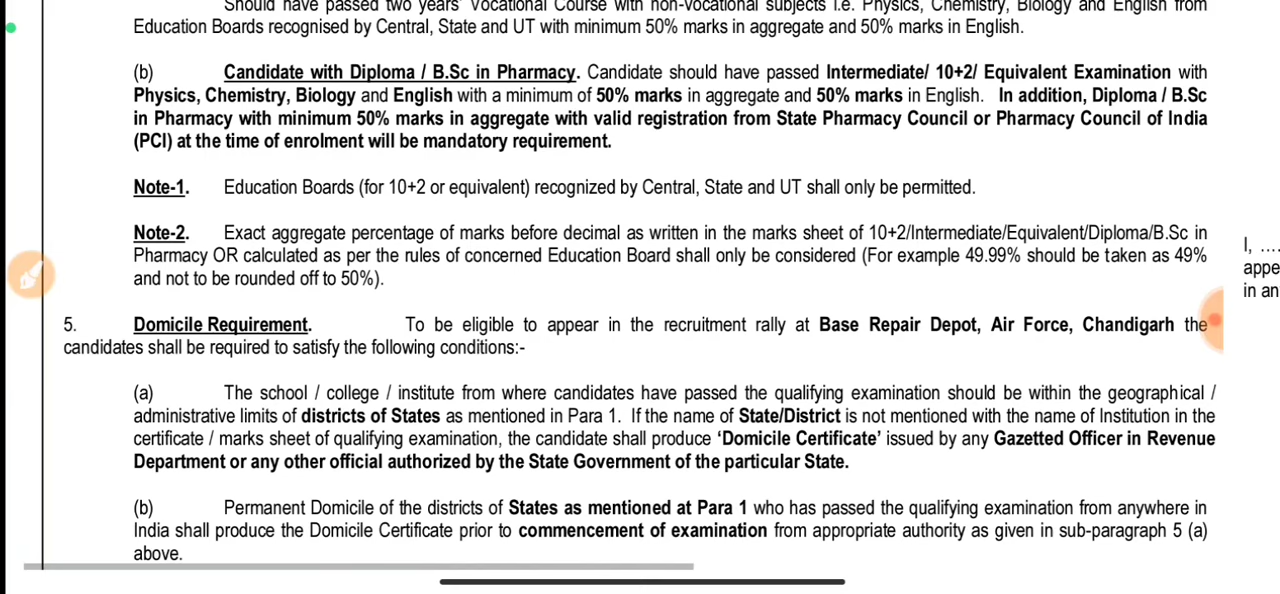 Should have passed two years' Vocational Course with non-vocational subjects i.e. Physics, Chemistry, Biology and English from
Education Boards recognised by Central, State and UT with minimum 50% marks in aggregate and 50% marks in English.
(b) Candidate with Diploma / B.Sc in Pharmacy. Candidate should have passed Intermediate/ 10+2/ Equivalent Examination with
Physics, Chemistry, Biology and English with a minimum of 50% marks in aggregate and 50% marks in English. In addition, Diploma / B.Sc
in Pharmacy with minimum 50% marks in aggregate with valid registration from State Pharmacy Council or Pharmacy Council of India
(PCI) at the time of enrolment will be mandatory requirement.
Note-1. Education Boards (for 10+2 or equivalent) recognized by Central, State and UT shall only be permitted.
Note-2. Exact aggregate percentage of marks before decimal as written in the marks sheet of 10+2/Intermediate/Equivalent/Diploma/B.Sc in
Pharmacy OR calculated as per the rules of concerned Education Board shall only be considered (For example 49.99% should be taken as 49%
and not to be rounded off to 50%).
5. Domicile Requirement. To be eligible to appear in the recruitment rally at Base Repair Depot, Air Force, Chandigarh the
candidates shall be required to satisfy the following conditions:-
(a) The school / college / institute from where candidates have passed the qualifying examination should be within the geographical /
administrative limits of districts of States as mentioned in Para 1. If the name of State/District is not mentioned with the name of Institution in the
certificate / marks sheet of qualifying examination, the candidate shall produce 'Domicile Certificate' issued by any Gazetted Officer in Revenue
Department or any other official authorized by the State Government of the particular State.
(b) Permanent Domicile of the districts of States as mentioned at Para 1 who has passed the qualifying examination from anywhere in
India shall produce the Domicile Certificate prior to commencement of examination from appropriate authority as given in sub-paragraph 5 (a)
above.
I, ....
appe
in an